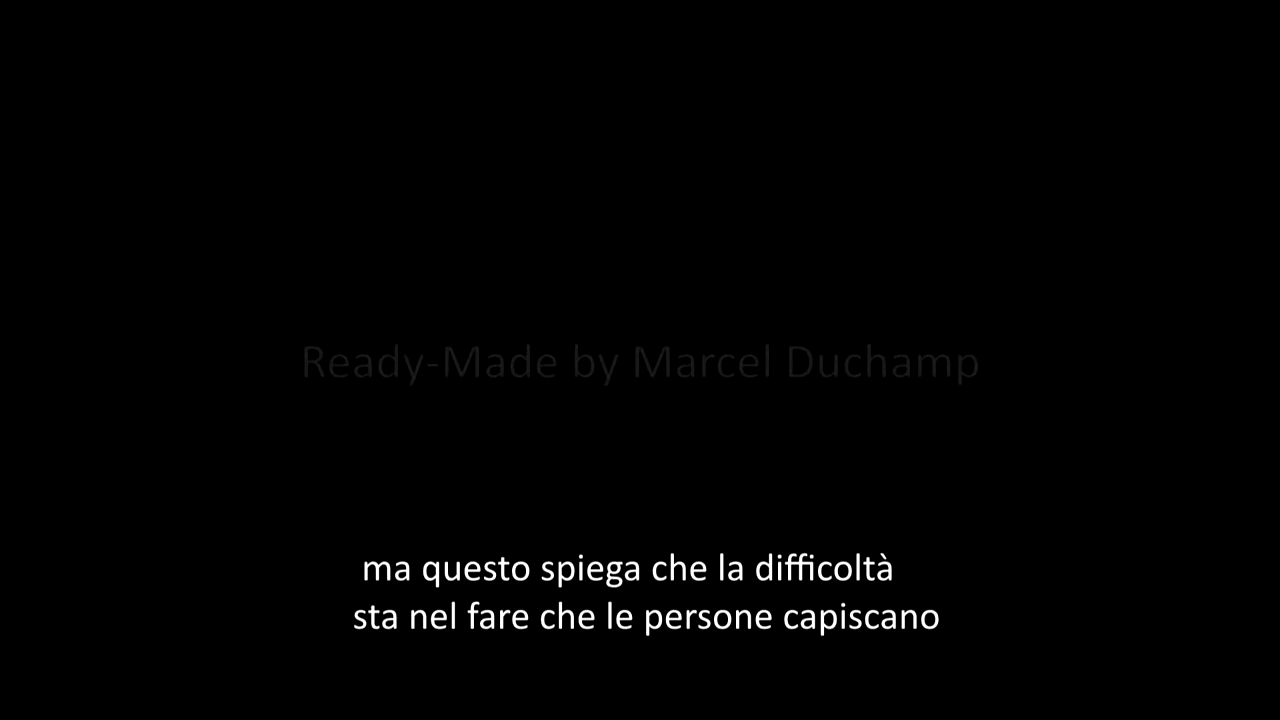 Ready-Made by Marcel Duchamp
ma questo spiega che la difficoltà
sta nel fare che le persone capiscano